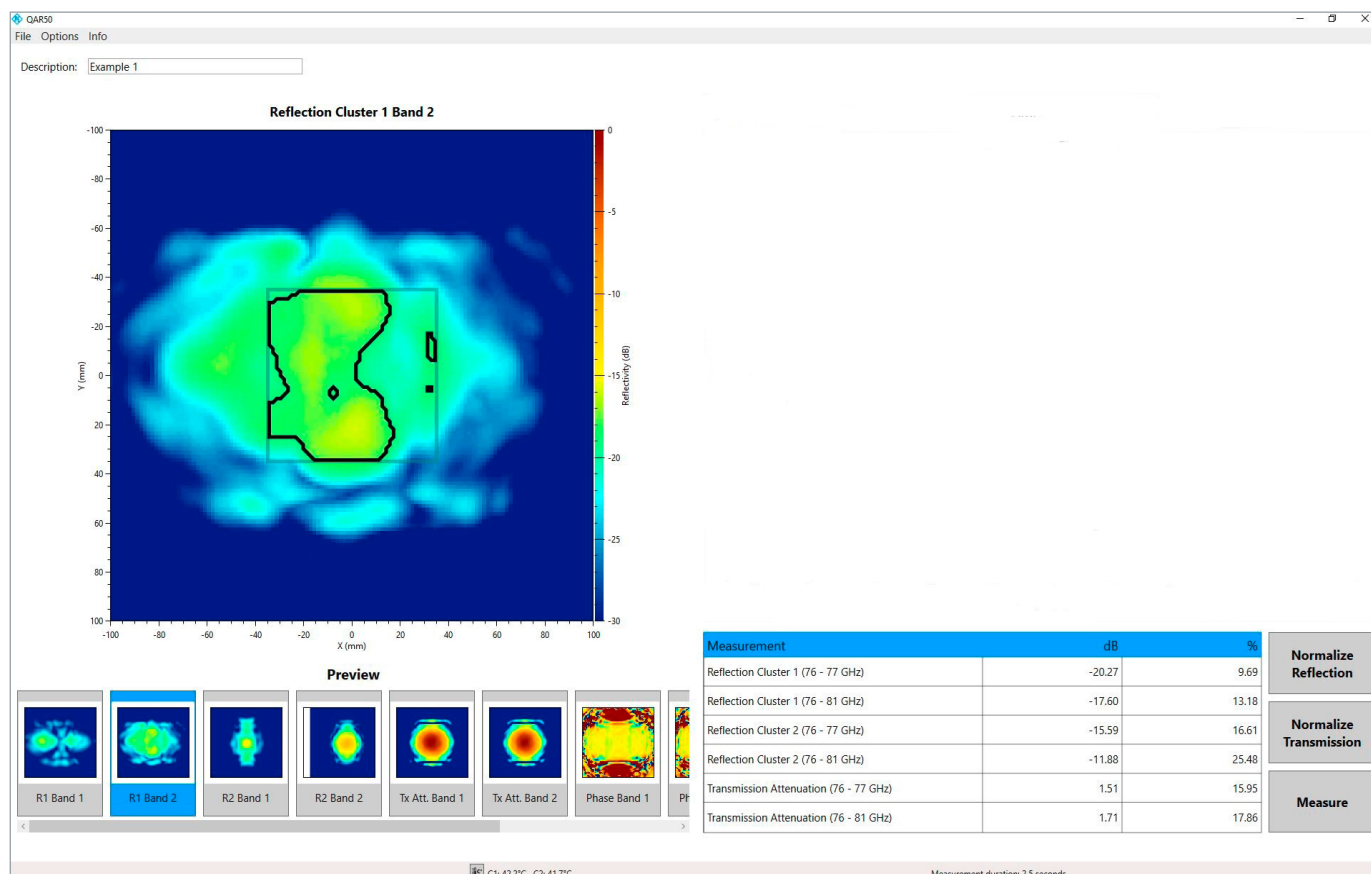 QAR50
File Options Info
Description: Example 1
Reflection Cluster 1 Band 2
-100
-80
-60
-40
-20
0
20
40
60
80
100
Y (mm)
-100 -80 -60 -40 -20 0 20 40 60 80 100
X (mm)
0
-5
-10
-15
-20
-25
-30
Reflectivity (dB)
Preview
R1 Band 1
R1 Band 2
R2 Band 1
R2 Band 2
Tx Att. Band 1
Tx Att. Band 2
Phase Band 1
Ph
Measurement dB %
Reflection Cluster 1 (76 - 77 GHz) -20.27 9.69
Reflection Cluster 1 (76 - 81 GHz) -17.60 13.18
Reflection Cluster 2 (76 - 77 GHz) -15.59 16.61
Reflection Cluster 2 (76 - 81 GHz) -11.88 25.48
Transmission Attenuation (76 - 77 GHz) 1.51 15.95
Transmission Attenuation (76 - 81 GHz) 1.71 17.86
Normalize
Reflection
Normalize
Transmission
Measure
C1: 42.2°C C2: 41.7°C
Measurement duration: 2.5 seconds